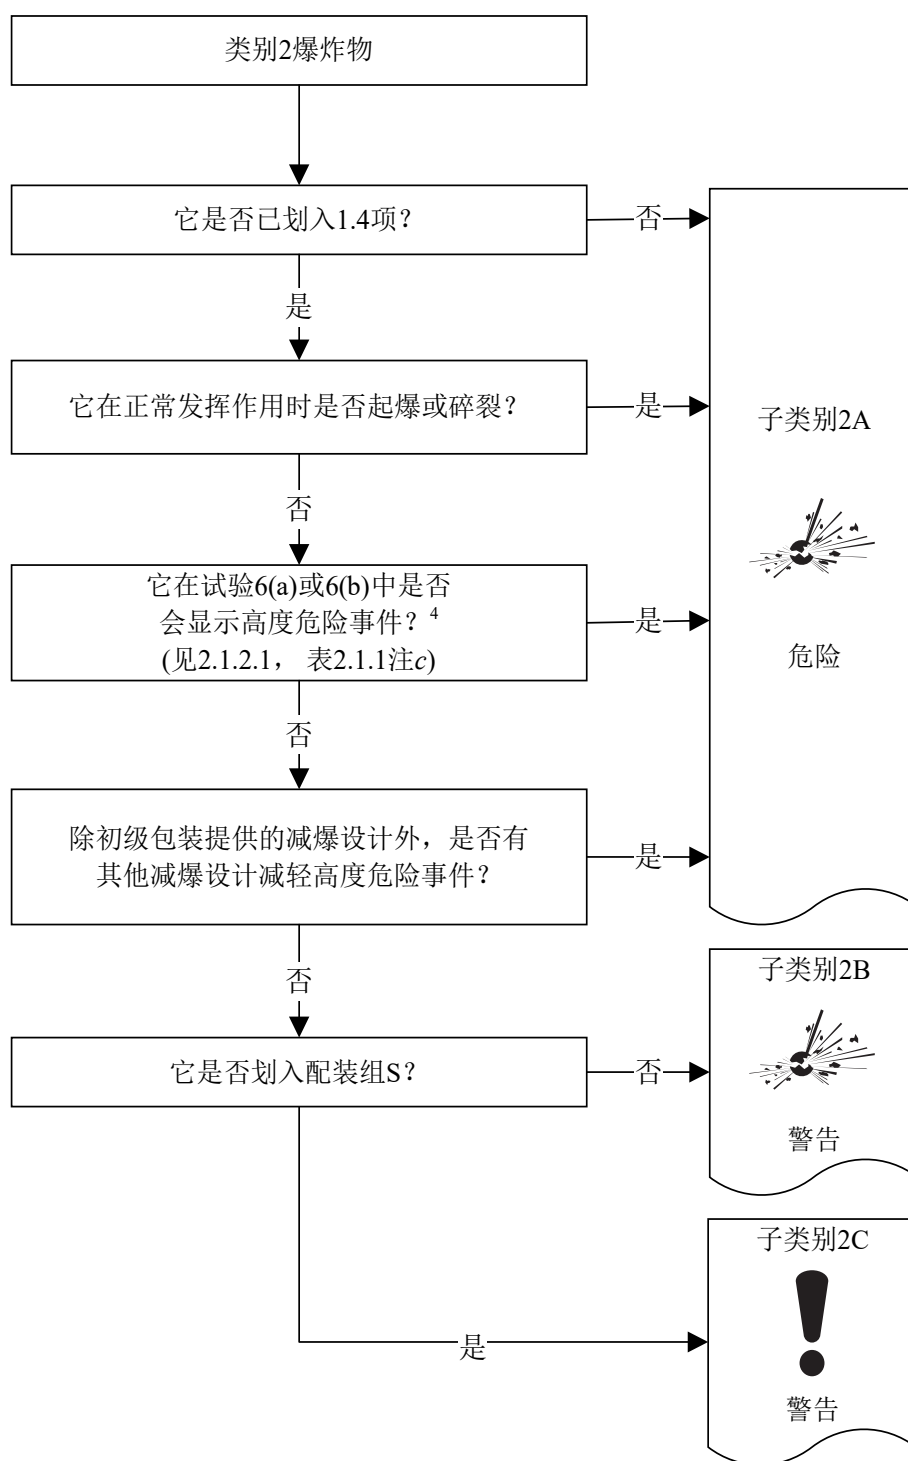 类别2爆炸物
它是否已划入1.4项？
否
是
它在正常发挥作用时是否起爆或碎裂？
是
子类别2A
否
它在试验6(a)或6(b)中是否
会显示高度危险事件？4
(见2.1.2.1， 表2.1.1注c)
是
危险
否
除初级包装提供的减爆设计外，是否有
其他减爆设计减轻高度危险事件？
是
否
子类别2B
它是否划入配装组S？
否
警告
子类别2C
是
警告